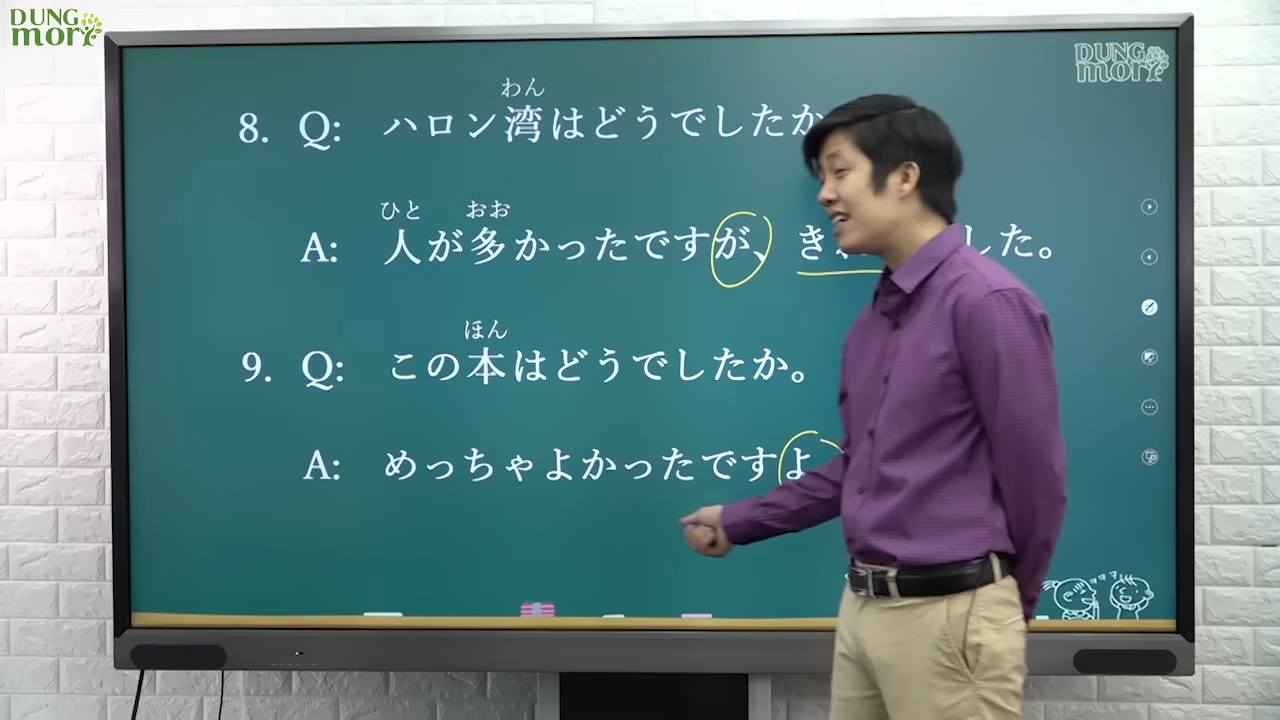 DUNG
mori
DUNG
mori
わん
8. Q: ハロン湾はどうでしたか
ひと おお
A: 人が多かったですが、き した。
ほん
9. Q: この本はどうでしたか。
A: めっちゃよかったですよ